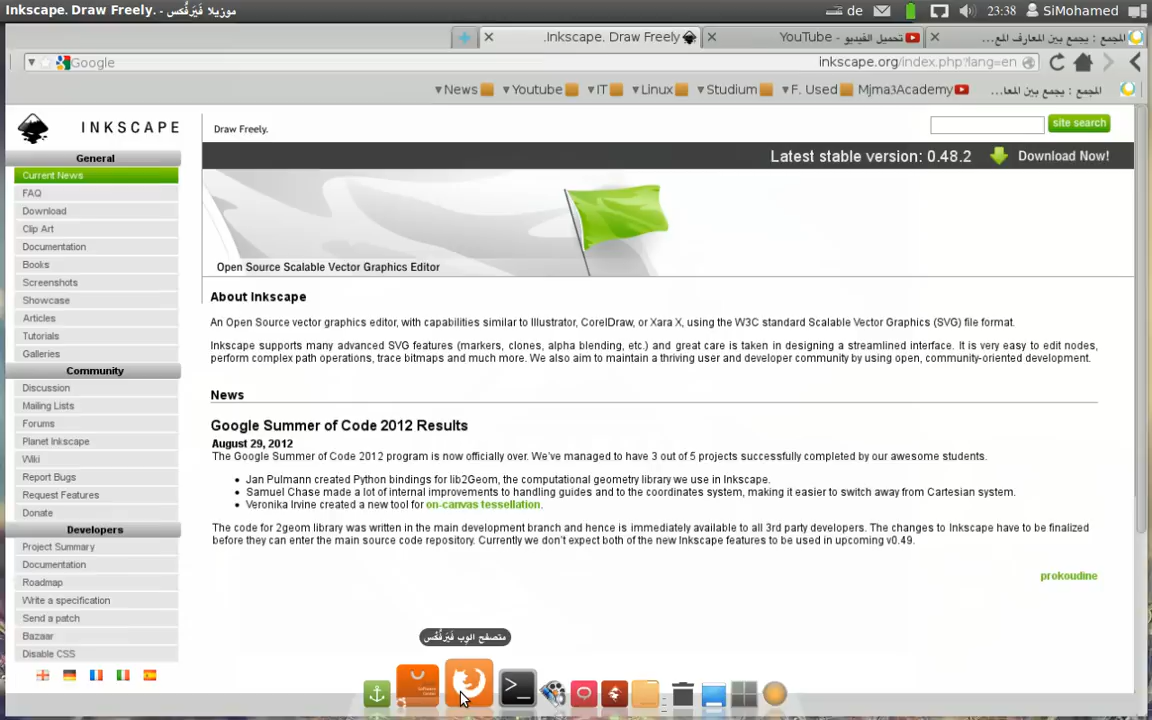 Inkscape. Draw Freely. - موزيلا فَيَرفُكس
de
23:38
SiMohamed
.Inkscape. Draw Freely
تحميل الفيديو - YouTube
المجمع : يجمع بين المعارف المع...
Google
inkscape.org/index.php?lang=en
News
Youtube
IT
Linux
Studium
F. Used
Mjma3Academy
المجمع : يجمع بين المعا...
INKSCAPE
Draw Freely.
site search
Latest stable version: 0.48.2
Download Now!
Open Source Scalable Vector Graphics Editor
General
Current News
FAQ
Download
Clip Art
Documentation
Books
Screenshots
Showcase
Articles
Tutorials
Galleries
Community
Discussion
Mailing Lists
Forums
Planet Inkscape
Wiki
Report Bugs
Request Features
Donate
Developers
Project Summary
Documentation
Roadmap
Write a specification
Send a patch
Bazaar
Disable CSS
About Inkscape
An Open Source vector graphics editor, with capabilities similar to Illustrator, CorelDraw, or Xara X, using the W3C standard Scalable Vector Graphics (SVG) file format.
Inkscape supports many advanced SVG features (markers, clones, alpha blending, etc.) and great care is taken in designing a streamlined interface. It is very easy to edit nodes,
perform complex path operations, trace bitmaps and much more. We also aim to maintain a thriving user and developer community by using open, community-oriented development.
News
Google Summer of Code 2012 Results
August 29, 2012
The Google Summer of Code 2012 program is now officially over. We've managed to have 3 out of 5 projects successfully completed by our awesome students.
Jan Pulmann created Python bindings for lib2Geom, the computational geometry library we use in Inkscape.
Samuel Chase made a lot of internal improvements to handling guides and to the coordinates system, making it easier to switch away from Cartesian system.
Veronika Irvine created a new tool for on-canvas tessellation.
The code for 2geom library was written in the main development branch and hence is immediately available to all 3rd party developers. The changes to Inkscape have to be finalized
before they can enter the main source code repository. Currently we don't expect both of the new Inkscape features to be used in upcoming v0.49.
prokoudine
متصفح الوِب فَيَرفُكْس